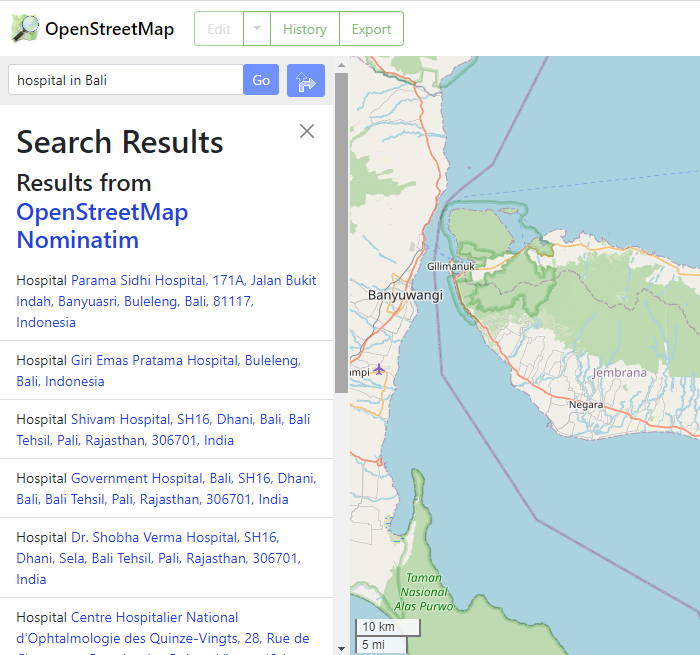 OpenStreetMap
Edit
History
Export
hospital in Bali
Go
Search Results
Results from
OpenStreetMap
Nominatim
Hospital Parama Sidhi Hospital, 171A, Jalan Bukit
Indah, Banyuasri, Buleleng, Bali, 81117,
Indonesia
Hospital Giri Emas Pratama Hospital, Buleleng,
Bali, Indonesia
Hospital Shivam Hospital, SH16, Dhani, Bali, Bali
Tehsil, Pali, Rajasthan, 306701, India
Hospital Government Hospital, Bali, SH16, Dhani,
Bali, Bali Tehsil, Pali, Rajasthan, 306701, India
Hospital Dr. Shobha Verma Hospital, SH16,
Dhani, Sela, Bali Tehsil, Pali, Rajasthan, 306701,
India
Hospital Centre Hospitalier National
d'Ophtalmologie des Quinze-Vingts, 28, Rue de
Gilimanuk
Banyuwangi
mpi
Jembrana
Negara
Taman
Nasional
Alas Purwo
10 km
5 mi